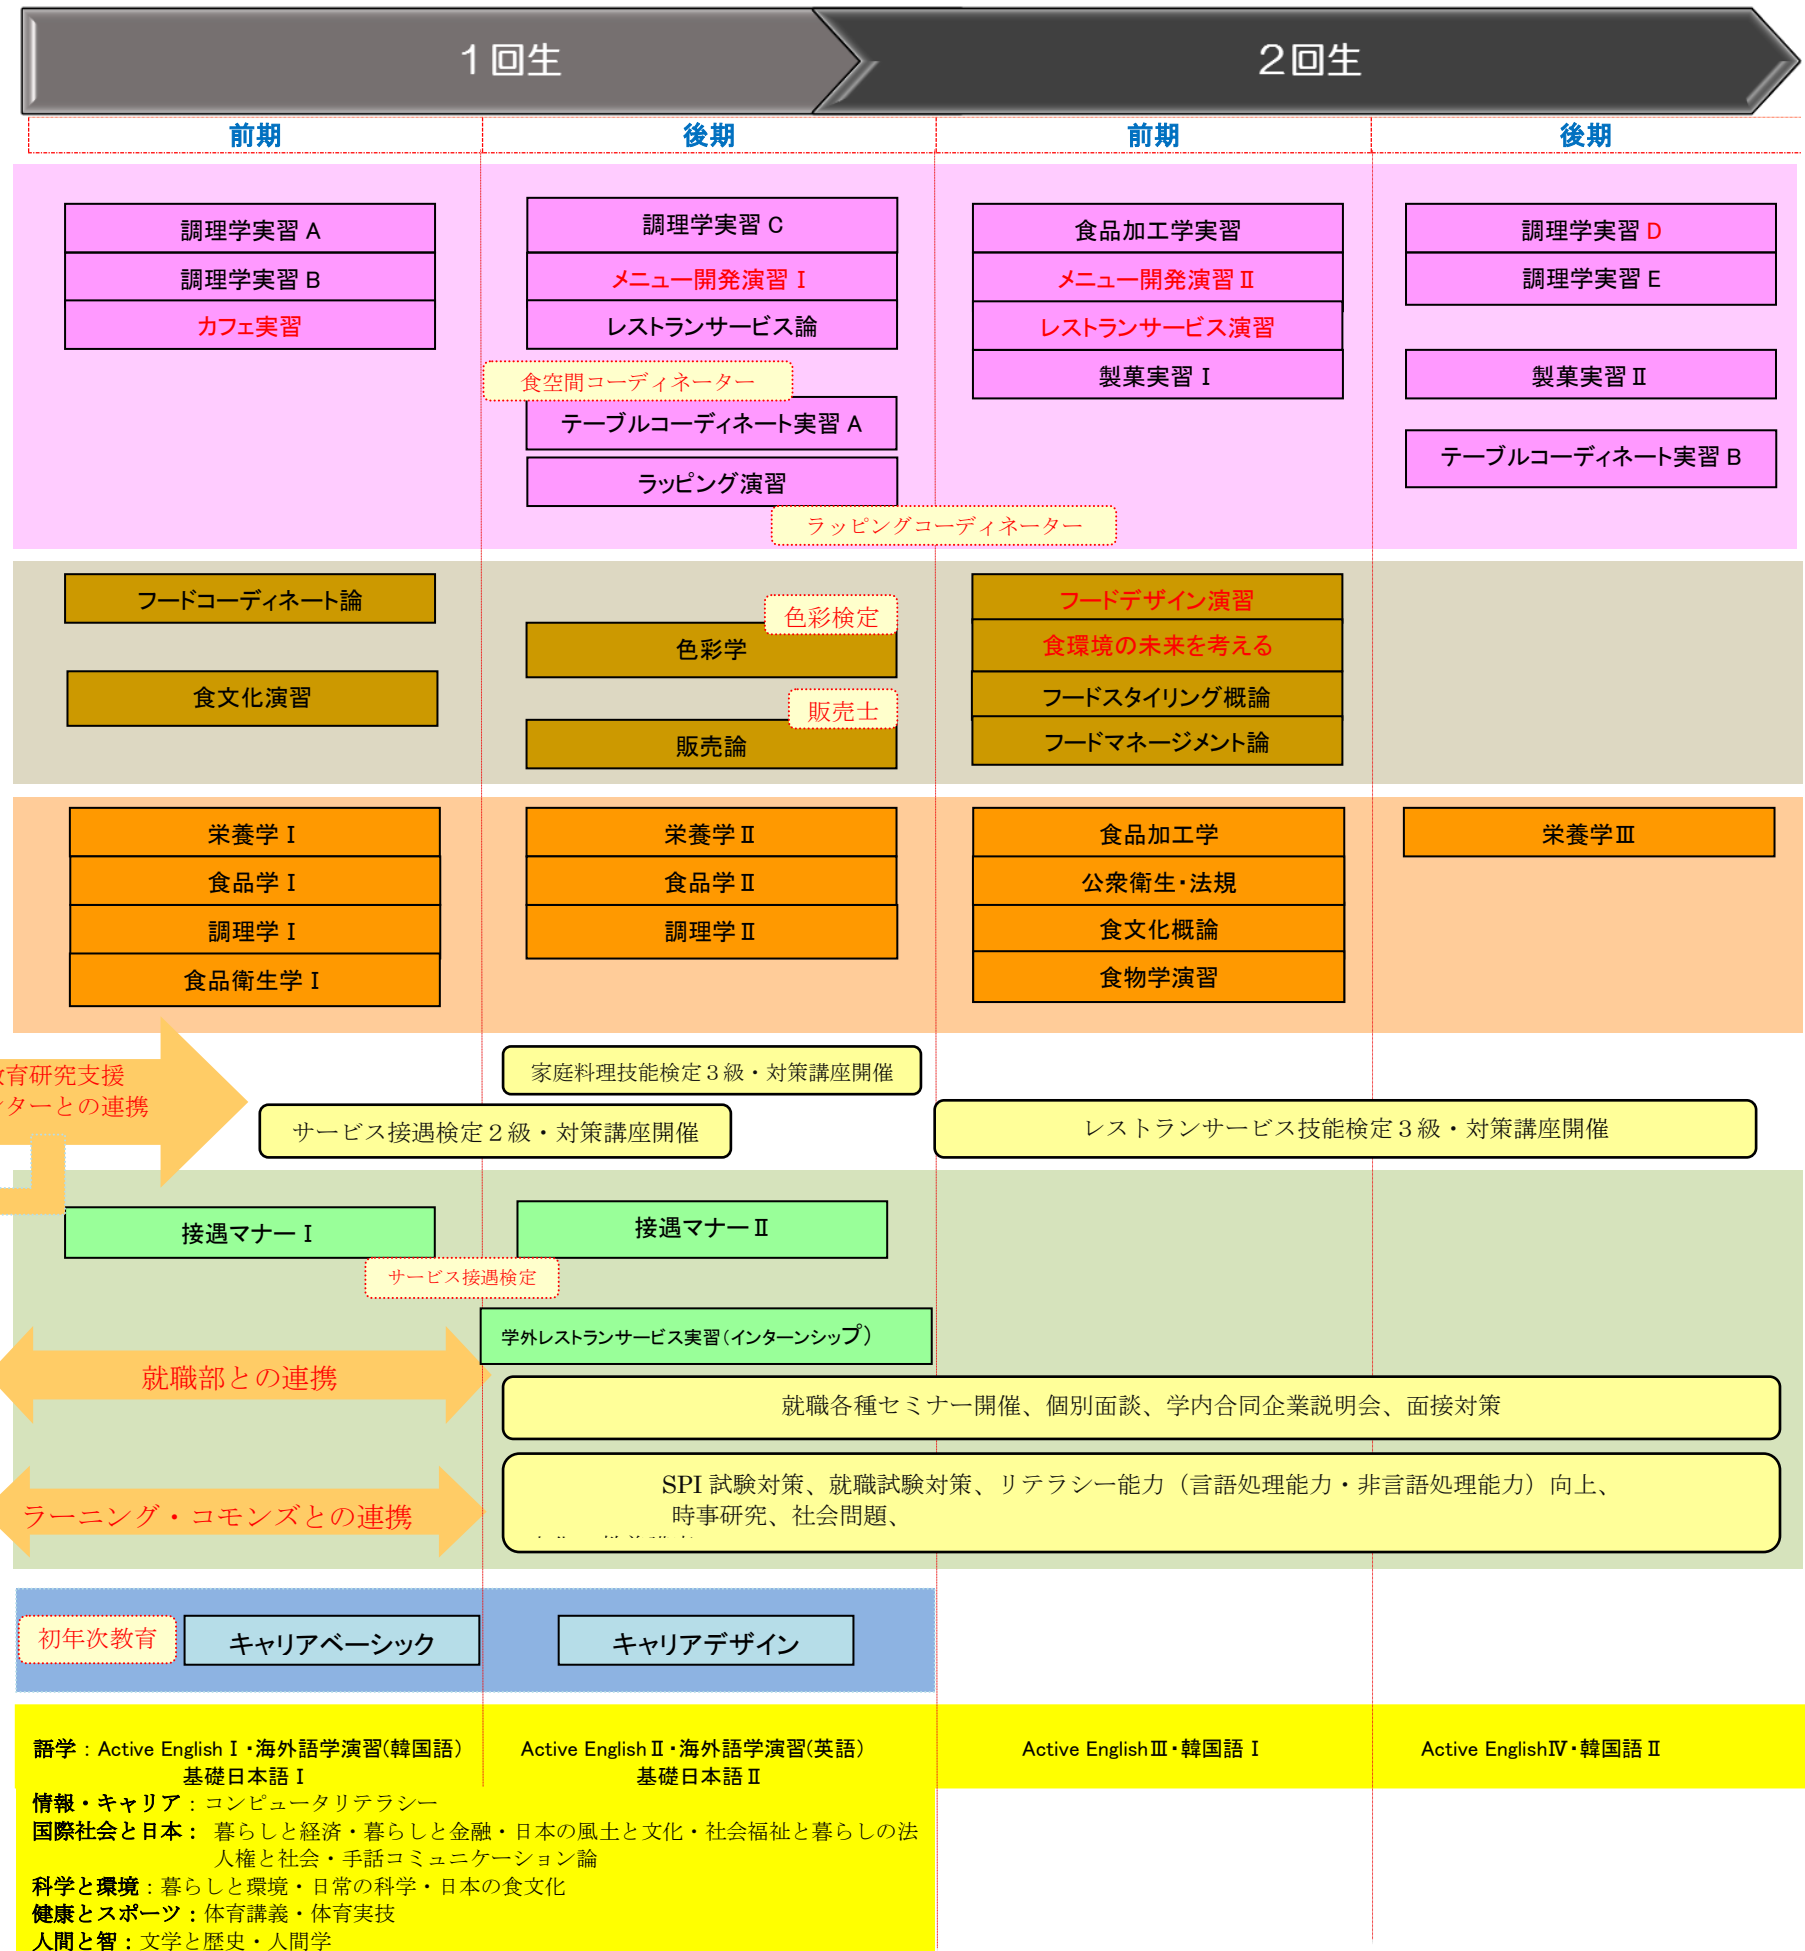 1回生
2回生
前期
後期
前期
後期
調理学実習 A
調理学実習 B
カフェ実習
調理学実習 C
メニュー開発演習 Ⅰ
レストランサービス論
食空間コーディネーター
テーブルコーディネート実習 A
ラッピング演習
ラッピングコーディネーター
食品加工学実習
メニュー開発演習 Ⅱ
レストランサービス演習
製菓実習 Ⅰ
調理学実習 D
調理学実習 E
製菓実習 Ⅱ
テーブルコーディネート実習 B
フードコーディネート論
食文化演習
色彩検定
色彩学
販売士
販売論
フードデザイン演習
食環境の未来を考える
フードスタイリング概論
フードマネージメント論
栄養学 Ⅰ
食品学 Ⅰ
調理学 Ⅰ
食品衛生学 Ⅰ
栄養学 Ⅱ
食品学 Ⅱ
調理学 Ⅱ
食品加工学
公衆衛生・法規
食文化概論
食物学演習
栄養学Ⅲ
育研究支援
ターとの連携
家庭料理技能検定3級・対策講座開催
サービス接遇検定2級・対策講座開催
レストランサービス技能検定3級・対策講座開催
接遇マナー Ⅰ
接遇マナー Ⅱ
サービス接遇検定
学外レストランサービス実習(インターンシップ)
就職部との連携
就職各種セミナー開催、個別面談、学内合同企業説明会、面接対策
ラーニング・コモンズとの連携
SPI 試験対策、就職試験対策、リテラシー能力（言語処理能力・非言語処理能力）向上、
時事研究、社会問題、
初年次教育
キャリアベーシック
キャリアデザイン
語学：Active English Ⅰ・海外語学演習(韓国語)
基礎日本語 Ⅰ
Active English Ⅱ・海外語学演習(英語)
基礎日本語 Ⅱ
Active EnglishⅢ・韓国語 Ⅰ
Active EnglishⅣ・韓国語 Ⅱ
情報・キャリア：コンピュータリテラシー
国際社会と日本： 暮らしと経済・暮らしと金融・日本の風土と文化・社会福祉と暮らしの法
人権と社会・手話コミュニケーション論
科学と環境：暮らしと環境・日常の科学・日本の食文化
健康とスポーツ：体育講義・体育実技
人間と智：文学と歴史・人間学